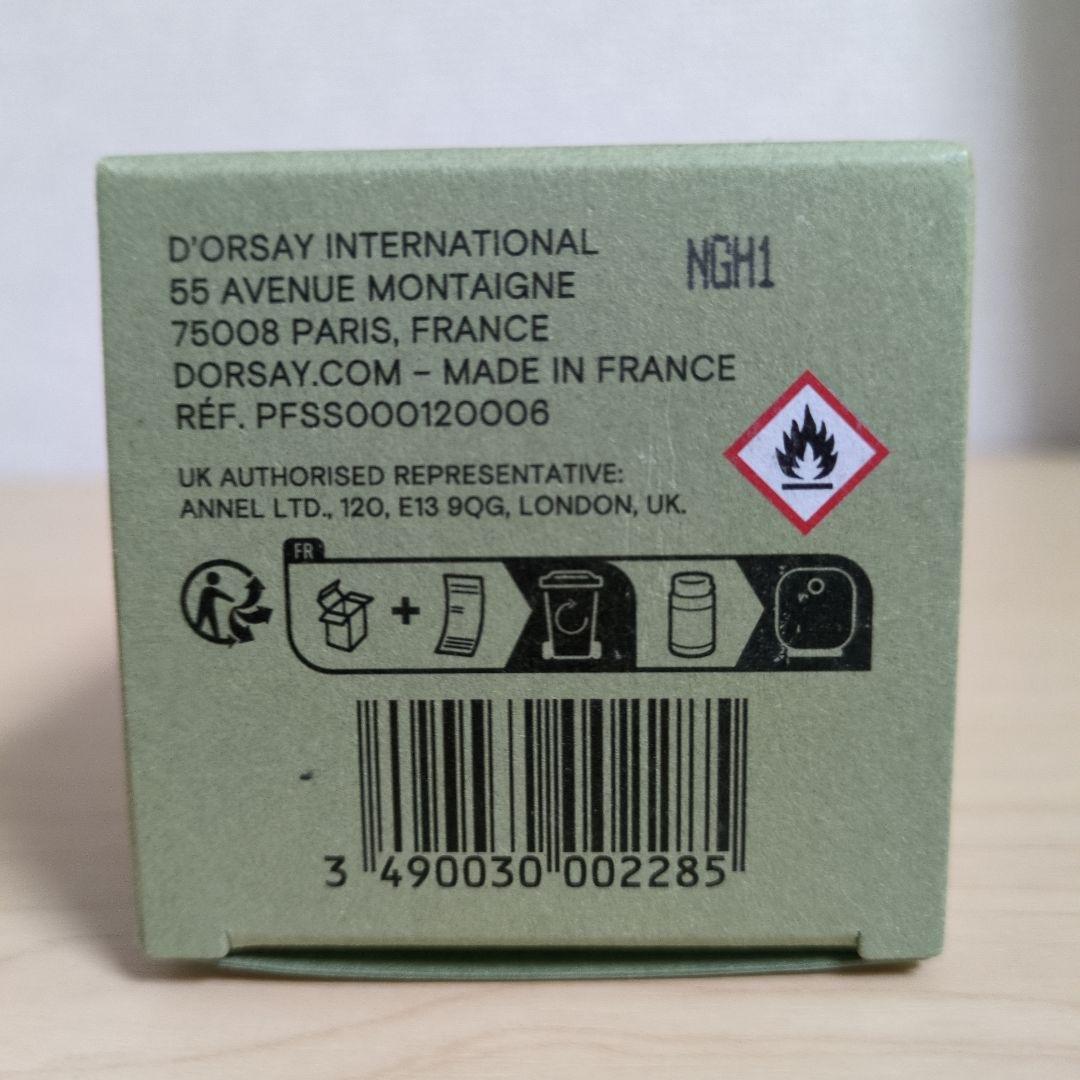 D'ORSAY INTERNATIONAL
55 AVENUE MONTAIGNE
75008 PARIS, FRANCE
DORSAY.COM – MADE IN FRANCE
RÉF. PFSS000120006
NGH1
UK AUTHORISED REPRESENTATIVE:
ANNEL LTD., 120, E13 9QG, LONDON, UK.
FR
3 490030 002285